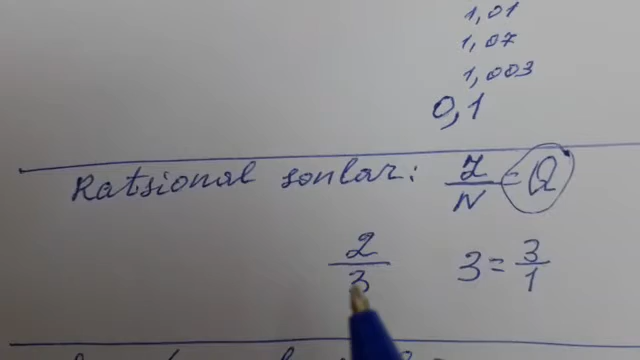 1,01
1,07
1,003
0,1
Ratsional sonlar: Z/N = Q
2/3 3 = 3/1